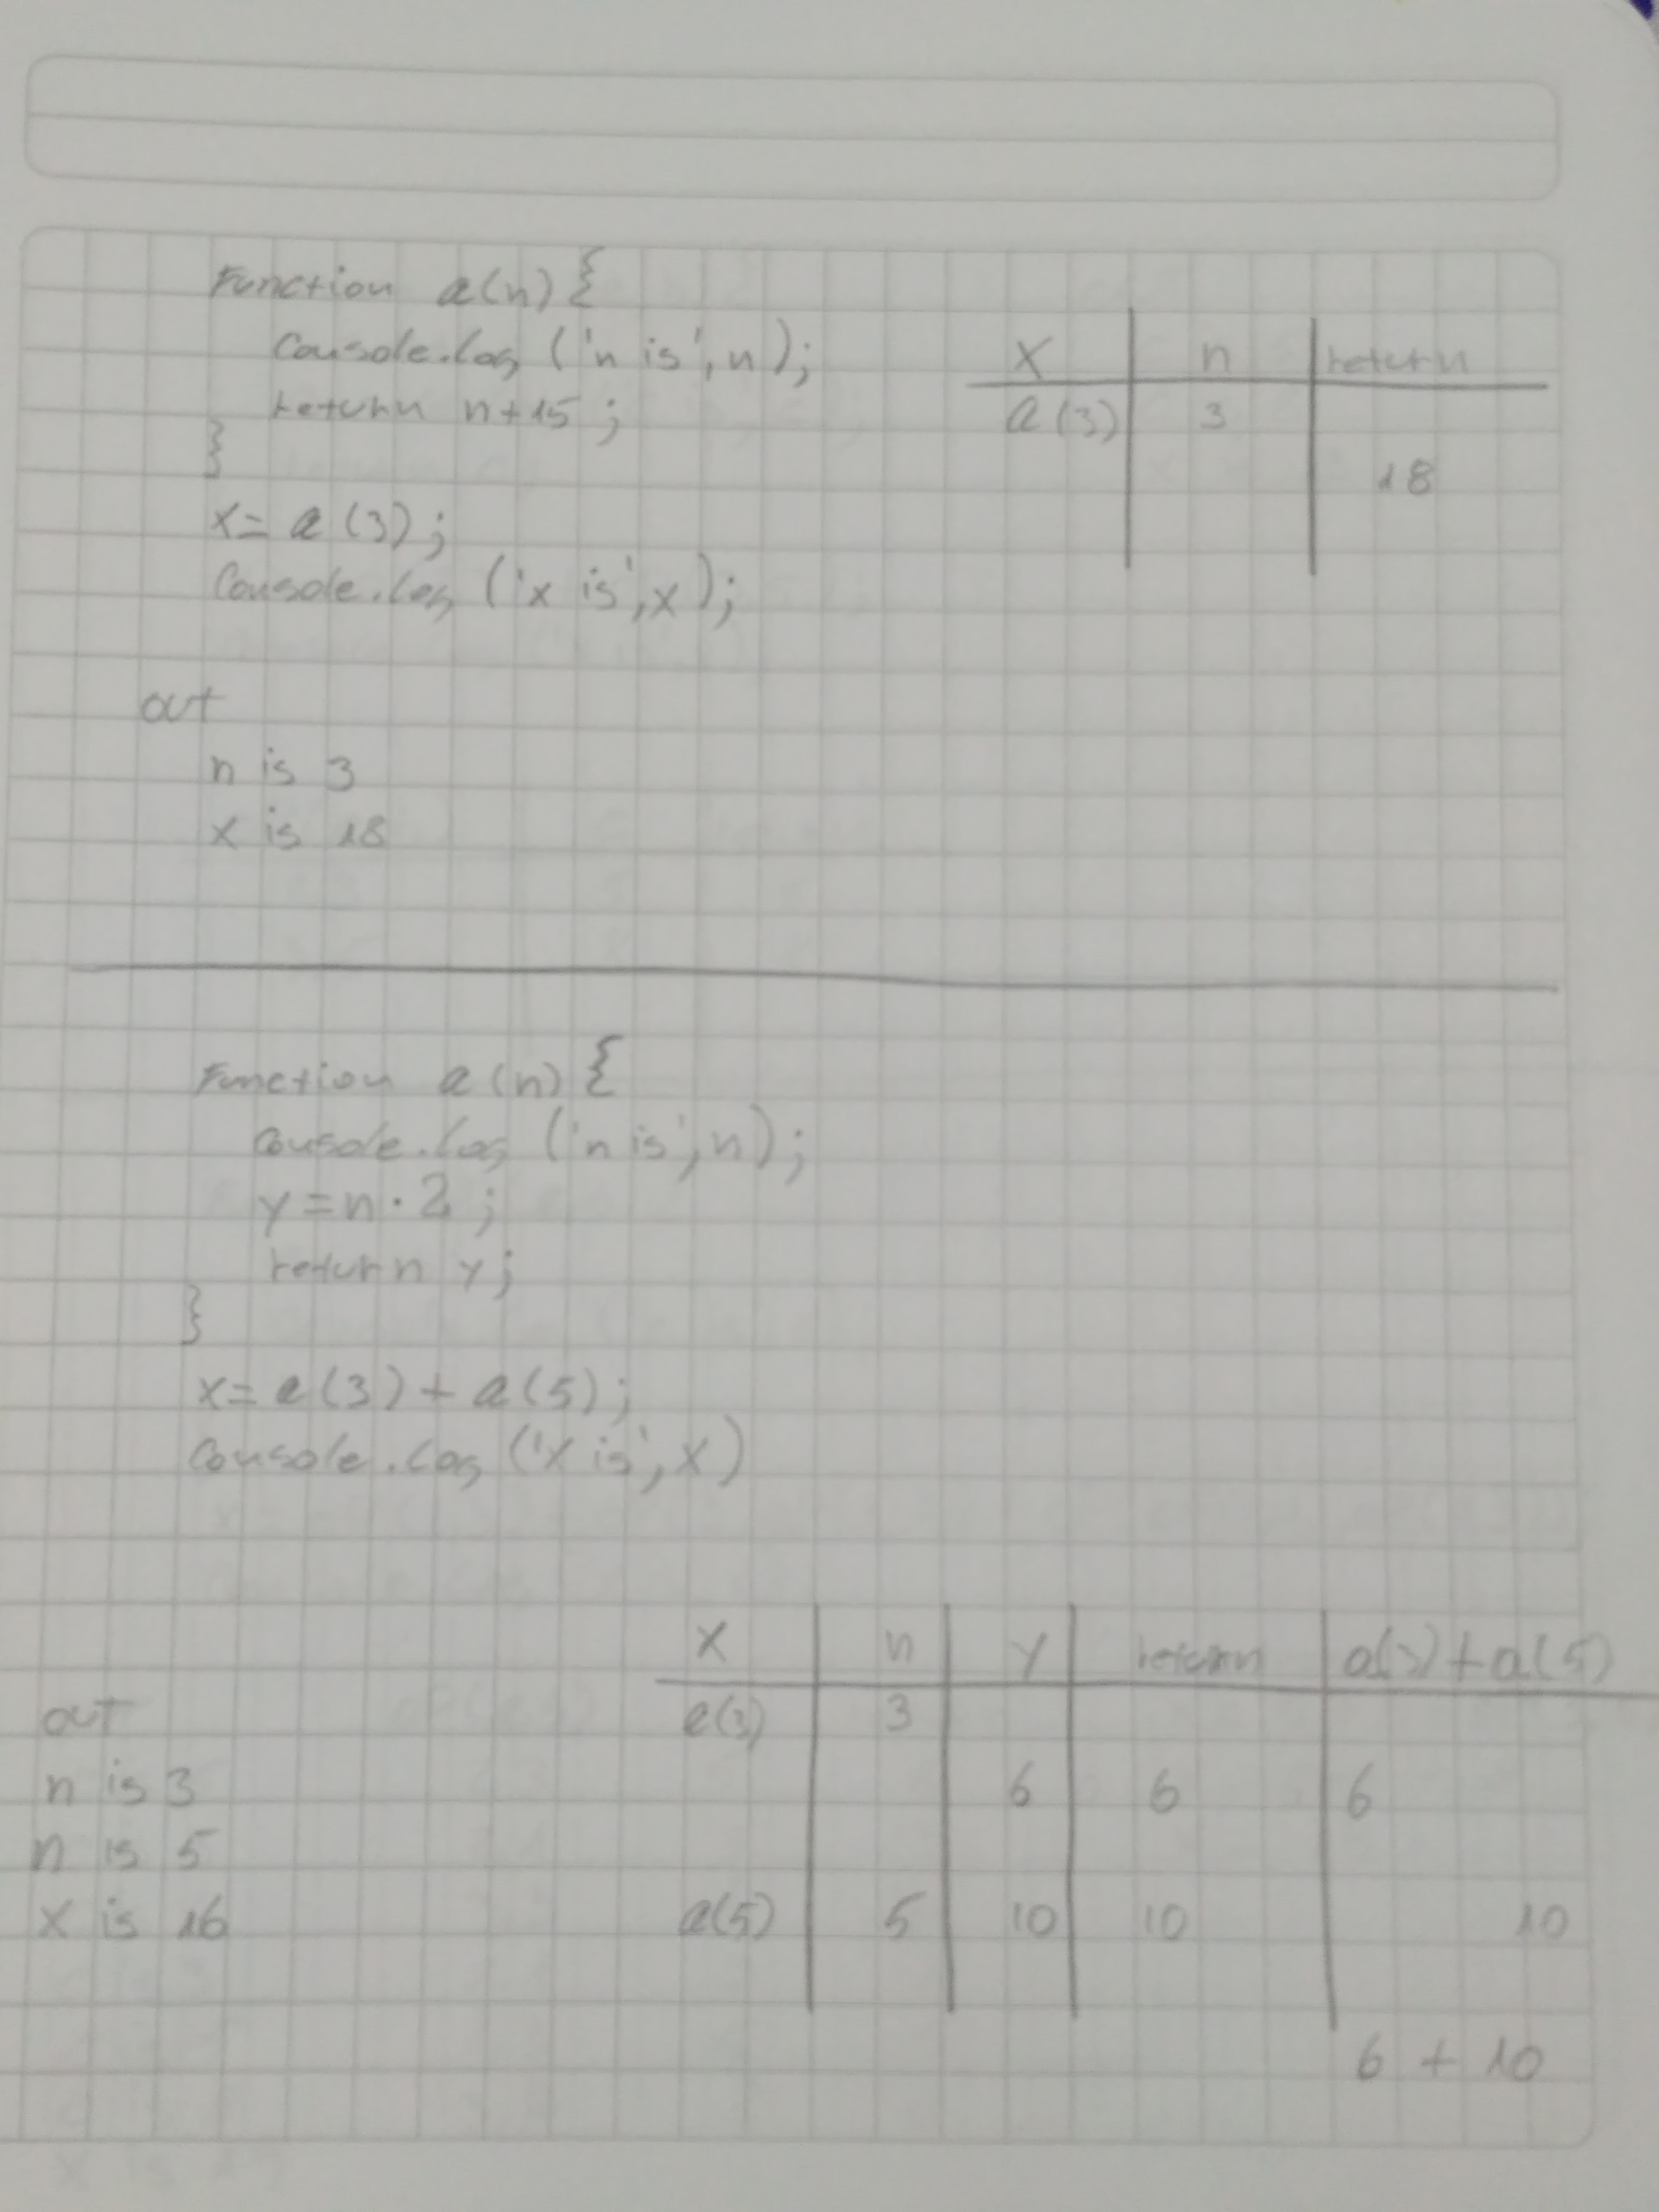 Function a(n) {
Console.log ('n is', n);
return n+15 ;
}
x= a (3);
Console.log ('x is', x);
X n return
a(3) 3
18
out
n is 3
x is 18
Function a (n) {
Console.log ('n is', n);
y = n · 2 ;
return y;
}
x= a(3) + a(5);
Console.log ('x is', x)
X n y return a(3)+a(5)
a(3) 3
6 6 6
a(5) 5 10 10 10
6 + 10
out
n is 3
n is 5
x is 16